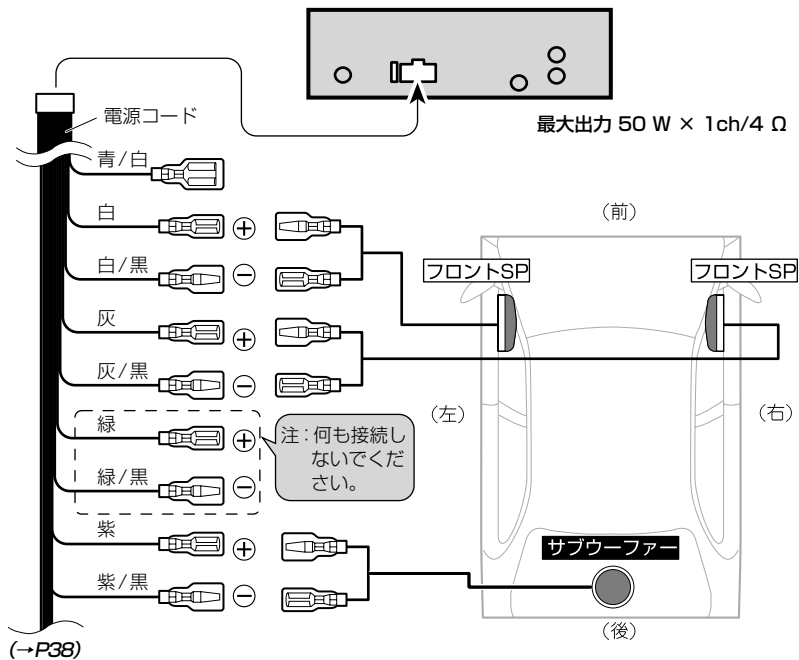 最大出力 50 W × 1ch/4 Ω
電源コード
青/白
白
⊕
白/黒
⊖
灰
⊕
灰/黒
⊖
緑
⊕
緑/黒
⊖
注:何も接続し
ないでくだ
さい。
紫
⊕
紫/黒
⊖
(→P38)
(前)
フロントSP
フロントSP
(左)
(右)
サブウーファー
(後)